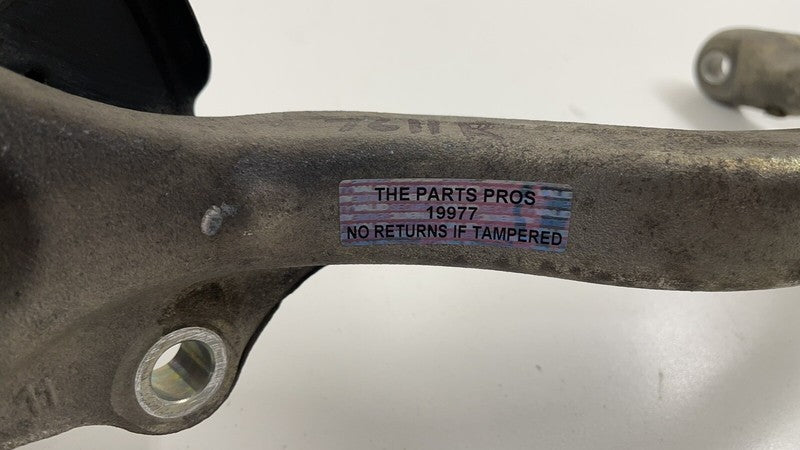 THE PARTS PROS
19977
NO RETURNS IF TAMPERED